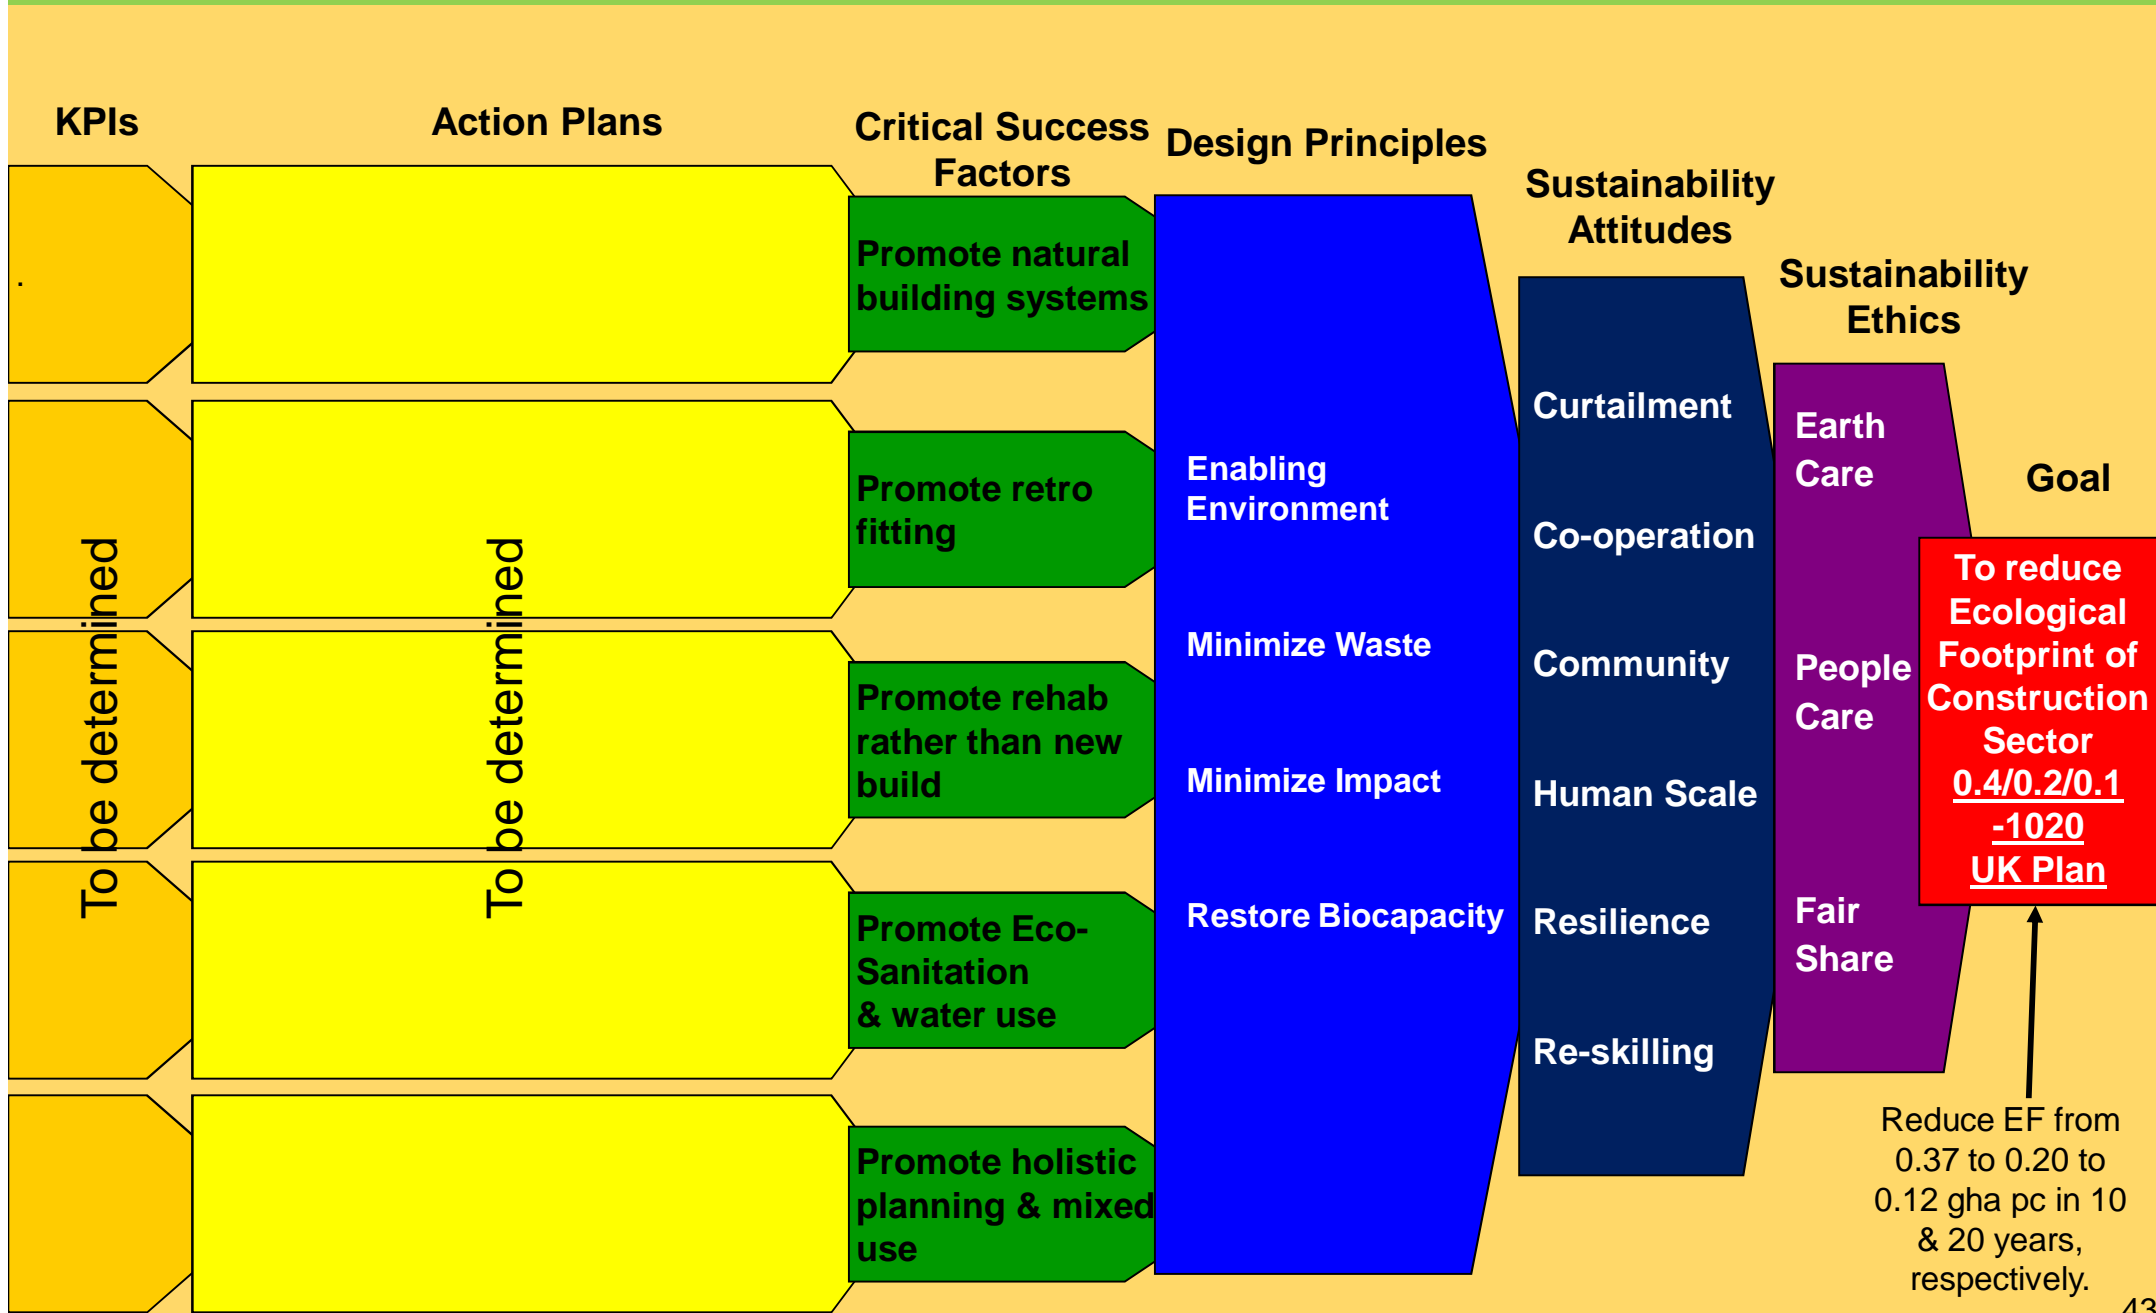 KPIs
Action Plans
Critical Success
Factors
Design Principles
Sustainability
Attitudes
Sustainability
Ethics
Goal
.
To be determined
To be determined
Promote natural
building systems
Promote retro
fitting
Promote rehab
rather than new
build
Promote Eco-
Sanitation
& water use
Promote holistic
planning & mixed
use
Enabling
Environment
Minimize Waste
Minimize Impact
Restore Biocapacity
Curtailment
Co-operation
Community
Human Scale
Resilience
Re-skilling
Earth
Care
People
Care
Fair
Share
To reduce
Ecological
Footprint of
Construction
Sector
0.4/0.2/0.1
-1020
UK Plan
Reduce EF from
0.37 to 0.20 to
0.12 gha pc in 10
& 20 years,
respectively.
43